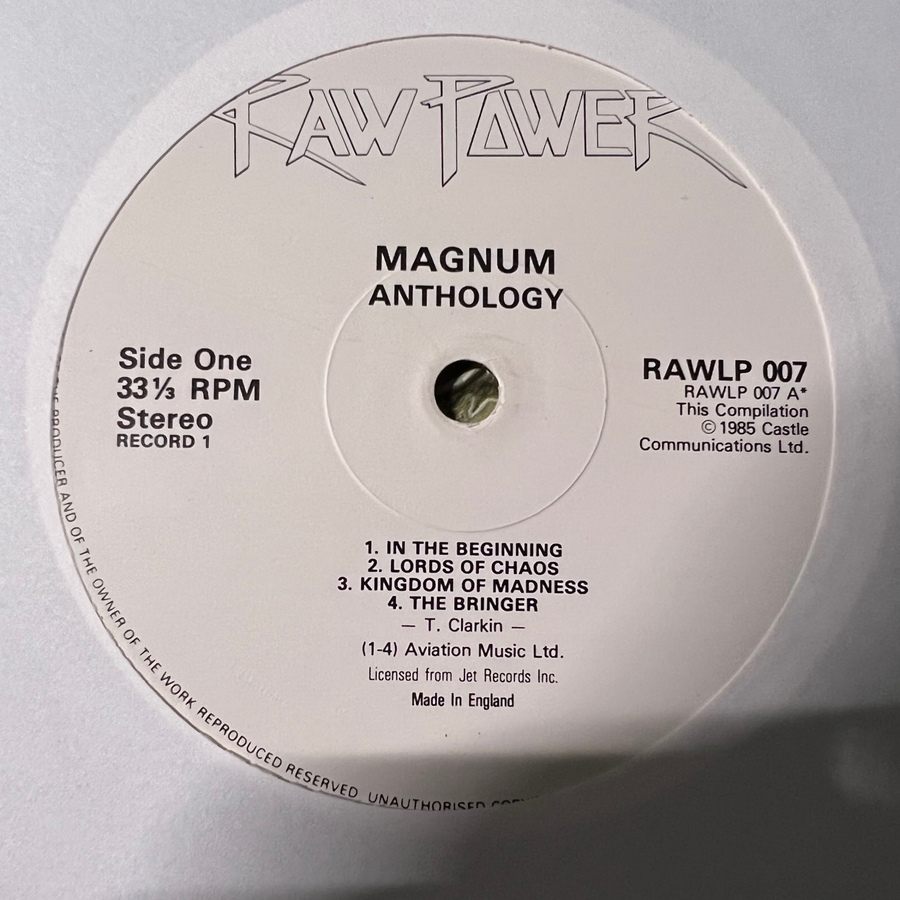 RAW POWER
MAGNUM
ANTHOLOGY
Side One
33⅓ RPM
Stereo
RECORD 1
RAWLP 007
RAWLP 007 A*
This Compilation
© 1985 Castle
Communications Ltd.
1. IN THE BEGINNING
2. LORDS OF CHAOS
3. KINGDOM OF MADNESS
4. THE BRINGER
— T. Clarkin —
(1-4) Aviation Music Ltd.
Licensed from Jet Records Inc.
Made In England
PRODUCER AND OF THE OWNER OF THE WORK REPRODUCED RESERVED UNAUTHORISED